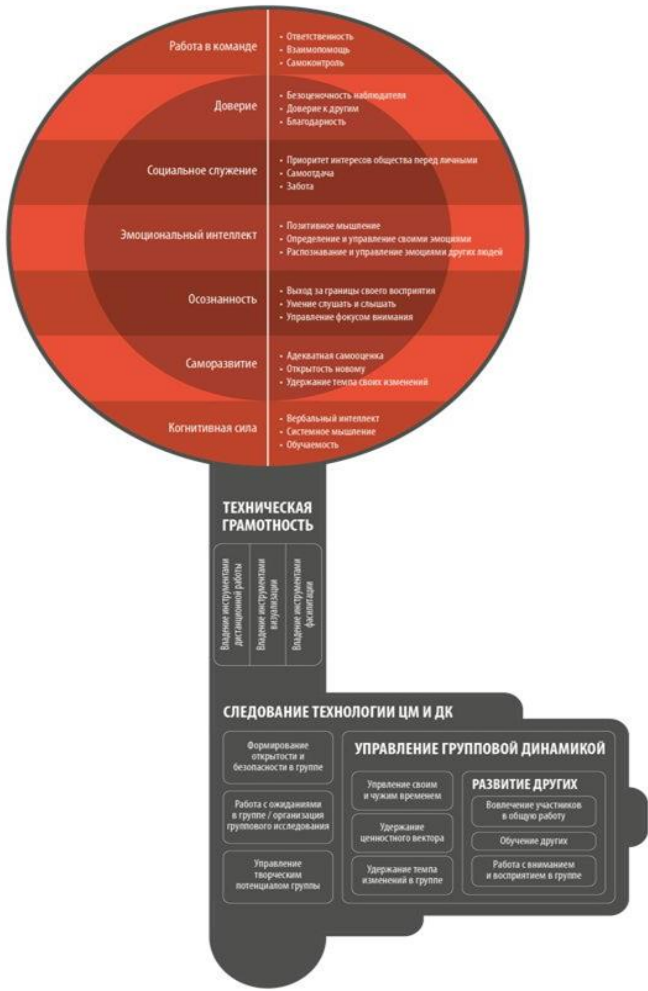 Работа в команде
• Ответственность
• Взаимопомощь
• Самоконтроль
Доверие
• Безоценочность наблюдателя
• Доверие к другим
• Благодарность
Социальное служение
• Приоритет интересов общества перед личными
• Самоотдача
• Забота
Эмоциональный интеллект
• Позитивное мышление
• Определение и управление своими эмоциями
• Распознавание и управление эмоциями других людей
Осознанность
• Выход за границы своего восприятия
• Умение слушать и слышать
• Управление фокусом внимания
Саморазвитие
• Адекватная самооценка
• Открытость новому
• Удержание темпа своих изменений
Когнитивная сила
• Вербальный интеллект
• Системное мышление
• Обучаемость
ТЕХНИЧЕСКАЯ
ГРАМОТНОСТЬ
Владение инструментами
дистанционной работы
Владение инструментами
визуализации
Владение инструментами
фасилитации
СЛЕДОВАНИЕ ТЕХНОЛОГИИ ЦМ И ДК
Формирование
открытости и
безопасности в группе
Работа с ожиданиями
в группе / организация
группового исследования
Управление
творческим
потенциалом группы
УПРАВЛЕНИЕ ГРУППОВОЙ ДИНАМИКОЙ
Упрвление своим
и чужим временем
Удержание
ценностного вектора
Удержание темпа
изменений в группе
РАЗВИТИЕ ДРУГИХ
Вовлечение участников
в общую работу
Обучение других
Работа с вниманием
и восприятием в группе